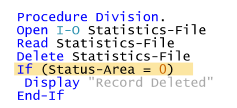 Procedure Division.
Open I-O Statistics-File
Read Statistics-File
Delete Statistics-File
If (Status-Area = 0)
Display "Record Deleted"
End-If